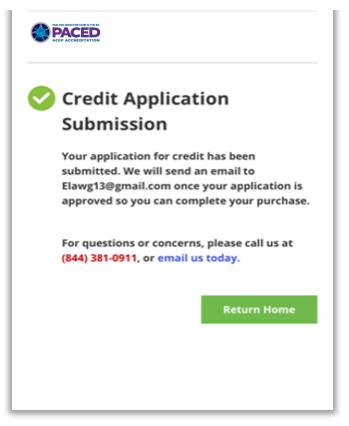 PACED
ACEP ACCREDITATION
Credit Application
Submission
Your application for credit has been
submitted. We will send an email to
Elawg13@gmail.com once your application is
approved so you can complete your purchase.
For questions or concerns, please call us at
(844) 381-0911, or email us today.
Return Home